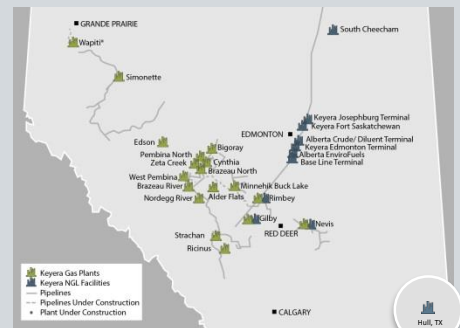 GRANDE PRAIRIE
Wapiti*
South Cheecham
Simonette
Keyera Josephburg Terminal
Keyera Fort Saskatchewan
EDMONTON
Alberta Crude/ Diluent Terminal
Keyera Edmonton Terminal
Alberta EnviroFuels
Base Line Terminal
Edson
Bigoray
Pembina North
Zeta Creek
Cynthia
Brazeau North
West Pembina
Brazeau River
Minnehik Buck Lake
Nordegg River
Alder Flats
Rimbey
Gilby
RED DEER
Nevis
Strachan
Ricinus
Keyera Gas Plants
Keyera NGL Facilities
Pipelines
Pipelines Under Construction
* Plant Under Construction
CALGARY
Hull, TX